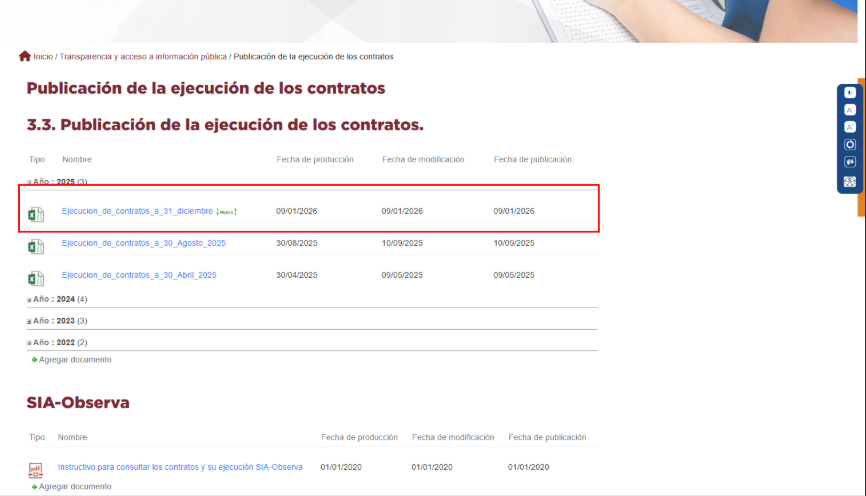 Inicio / Transparencia y acceso a información pública / Publicación de la ejecución de los contratos
Publicación de la ejecución de los contratos
3.3. Publicación de la ejecución de los contratos.
Tipo Nombre Fecha de producción Fecha de modificación Fecha de publicación
Año : 2025 (3)
Ejecucion_de_contratos_a_31_diciembre ¡Nuevo! 09/01/2026 09/01/2026 09/01/2026
Ejecucion_de_contratos_a_30_Agosto_2025 30/08/2025 10/09/2025 10/09/2025
Ejecucion_de_contratos_a_30_Abril_2025 30/04/2025 09/05/2025 09/05/2025
Año : 2024 (4)
Año : 2023 (3)
Año : 2022 (2)
Agregar documento
SIA-Observa
Tipo Nombre Fecha de producción Fecha de modificación Fecha de publicación
pdf Instructivo para consultar los contratos y su ejecución SIA-Observa 01/01/2020 01/01/2020 01/01/2020
Agregar documento